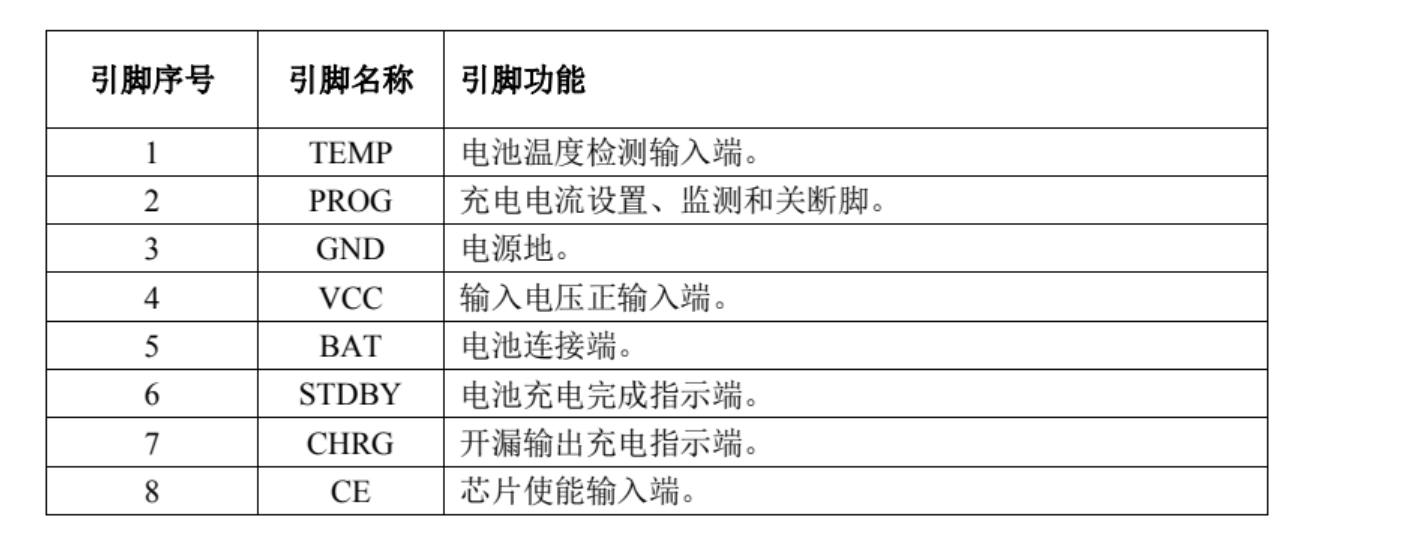 引脚序号 引脚名称 引脚功能
1 TEMP 电池温度检测输入端。
2 PROG 充电电流设置、监测和关断脚。
3 GND 电源地。
4 VCC 输入电压正输入端。
5 BAT 电池连接端。
6 STDBY 电池充电完成指示端。
7 CHRG 开漏输出充电指示端。
8 CE 芯片使能输入端。